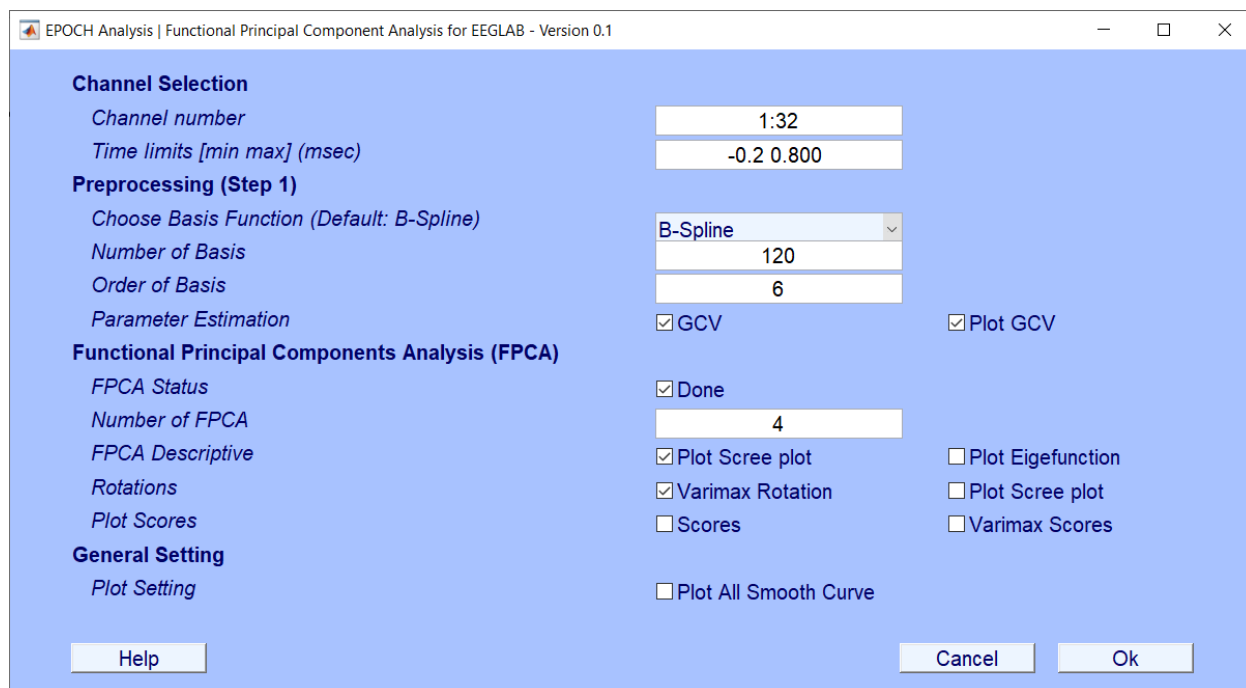 EPOCH Analysis | Functional Principal Component Analysis for EEGLAB - Version 0.1
Channel Selection
Channel number 1:32
Time limits [min max] (msec) -0.2 0.800
Preprocessing (Step 1)
Choose Basis Function (Default: B-Spline) B-Spline
Number of Basis 120
Order of Basis 6
Parameter Estimation GCV Plot GCV
Functional Principal Components Analysis (FPCA)
FPCA Status Done
Number of FPCA 4
FPCA Descriptive Plot Scree plot Plot Eigefunction
Rotations Varimax Rotation Plot Scree plot
Plot Scores Scores Varimax Scores
General Setting
Plot Setting Plot All Smooth Curve
Help Cancel Ok